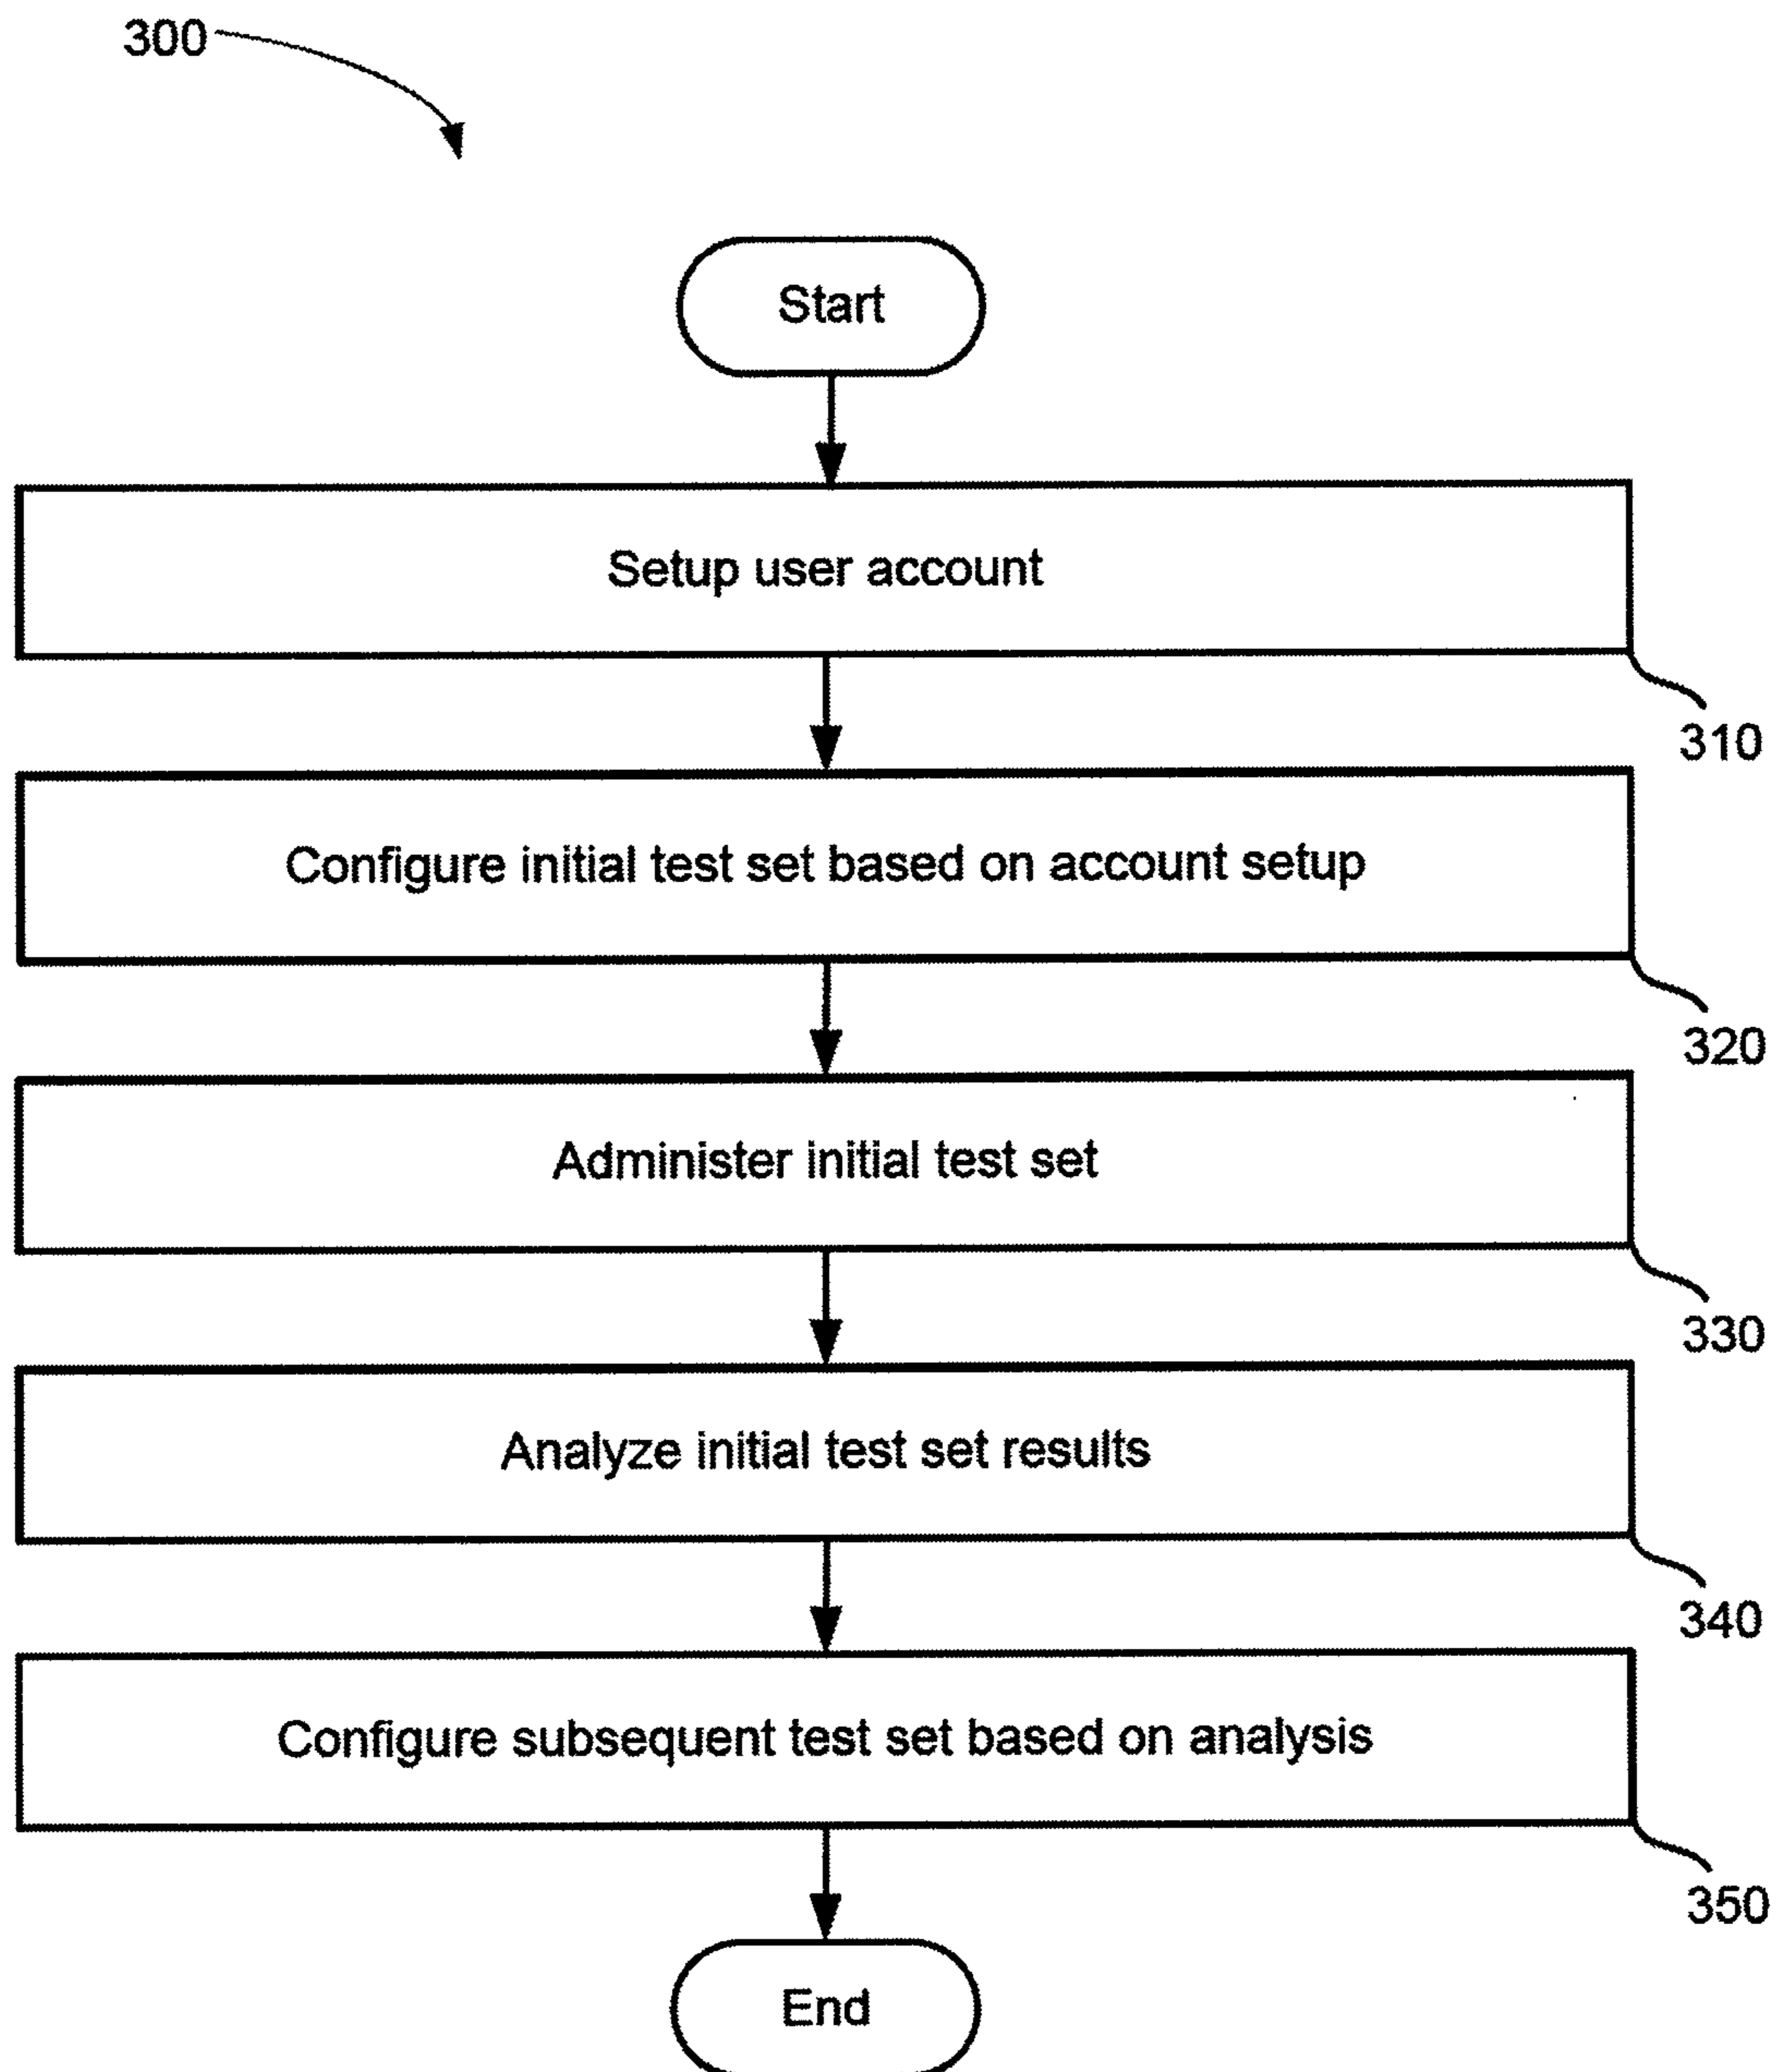 300
Start
Setup user account
310
Configure initial test set based on account setup
320
Administer initial test set
330
Analyze initial test set results
340
Configure subsequent test set based on analysis
350
End